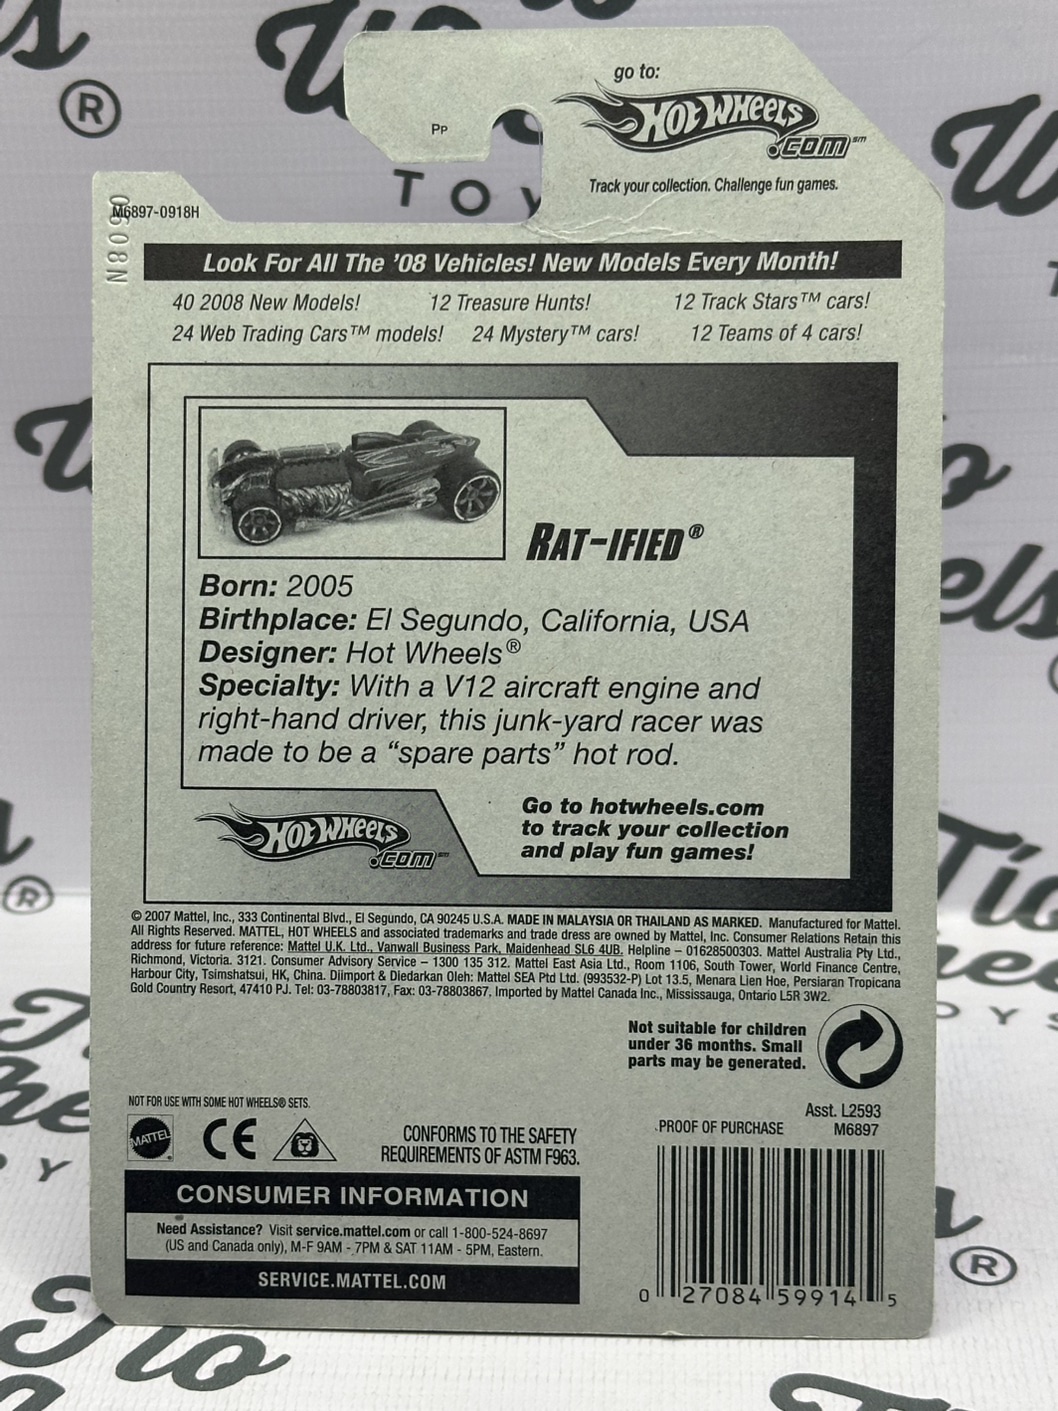 go to:
HOT WHEELS
.COM℠
Pp
Track your collection. Challenge fun games.
TOY
M6897-0918H
0608N
Look For All The '08 Vehicles! New Models Every Month!
40 2008 New Models! 12 Treasure Hunts! 12 Track Stars™ cars!
24 Web Trading Cars™ models! 24 Mystery™ cars! 12 Teams of 4 cars!
RAT-IFIED®
Born: 2005
Birthplace: El Segundo, California, USA
Designer: Hot Wheels®
Specialty: With a V12 aircraft engine and
right-hand driver, this junk-yard racer was
made to be a “spare parts” hot rod.
HOT WHEELS
.COM℠
Go to hotwheels.com
to track your collection
and play fun games!
© 2007 Mattel, Inc., 333 Continental Blvd., El Segundo, CA 90245 U.S.A. MADE IN MALAYSIA OR THAILAND AS MARKED. Manufactured for Mattel.
All Rights Reserved. MATTEL, HOT WHEELS and associated trademarks and trade dress are owned by Mattel, Inc. Consumer Relations Retain this
address for future reference: Mattel U.K. Ltd., Vanwall Business Park, Maidenhead SL6 4UB. Helpline – 01628500303. Mattel Australia Pty Ltd.,
Richmond, Victoria. 3121. Consumer Advisory Service – 1300 135 312. Mattel East Asia Ltd., Room 1106, South Tower, World Finance Centre,
Harbour City, Tsimshatsui, HK, China. Diimport & Diedarkan Oleh: Mattel SEA Ptd Ltd. (993532-P) Lot 13.5, Menara Lien Hoe, Persiaran Tropicana
Gold Country Resort, 47410 PJ. Tel: 03-78803817, Fax: 03-78803867, Imported by Mattel Canada Inc., Mississauga, Ontario L5R 3W2.
Not suitable for children
under 36 months. Small
parts may be generated.
NOT FOR USE WITH SOME HOT WHEELS® SETS.
MATTEL
CE
CONFORMS TO THE SAFETY
REQUIREMENTS OF ASTM F963.
Asst. L2593
PROOF OF PURCHASE M6897
CONSUMER INFORMATION
Need Assistance? Visit service.mattel.com or call 1-800-524-8697
(US and Canada only), M-F 9AM - 7PM & SAT 11AM - 5PM, Eastern.
SERVICE.MATTEL.COM
0 27084 59914 5